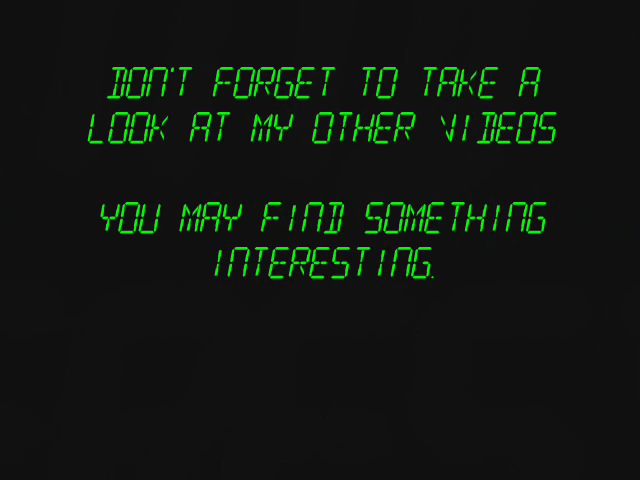 DON'T FORGET TO TAKE A
LOOK AT MY OTHER VIDEOS
YOU MAY FIND SOMETHING
INTERESTING.